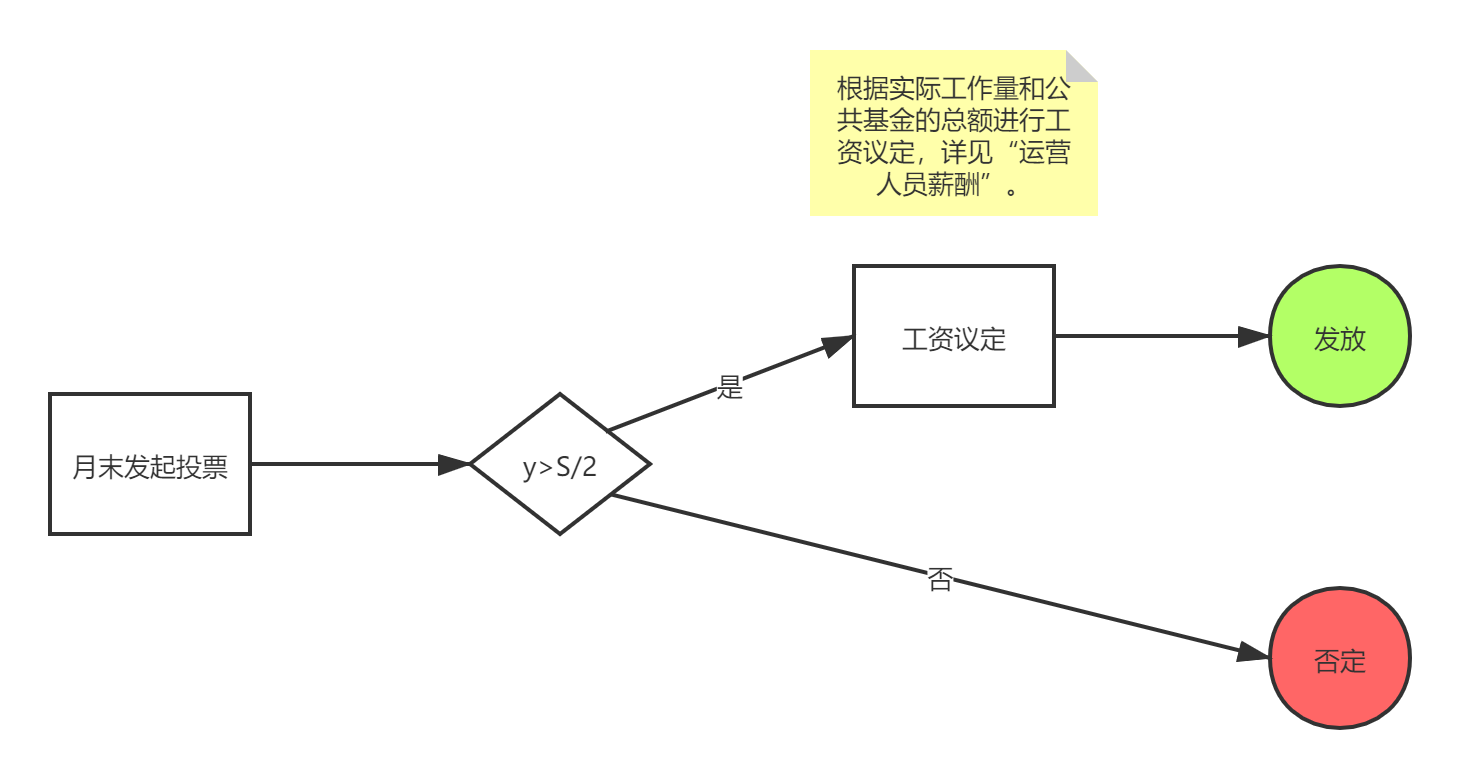 根据实际工作量和公
共基金的总额进行工
资议定，详见“运营
人员薪酬”。
工资议定
发放
是
月末发起投票
y>S/2
否
否定